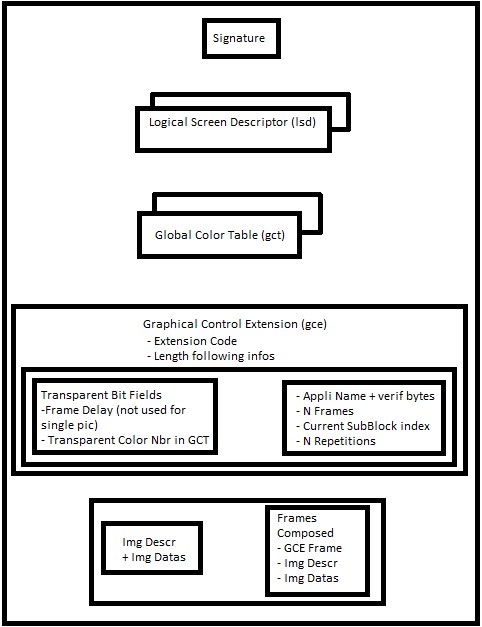 Signature
Logical Screen Descriptor (lsd)
Global Color Table (gct)
Graphical Control Extension (gce)
- Extension Code
- Length following infos
Transparent Bit Fields
-Frame Delay (not used for
single pic)
- Transparent Color Nbr in GCT
- Appli Name + verif bytes
- N Frames
- Current SubBlock index
- N Repetitions
Img Descr
+ Img Datas
Frames
Composed
- GCE Frame
- Img Descr
- Img Datas